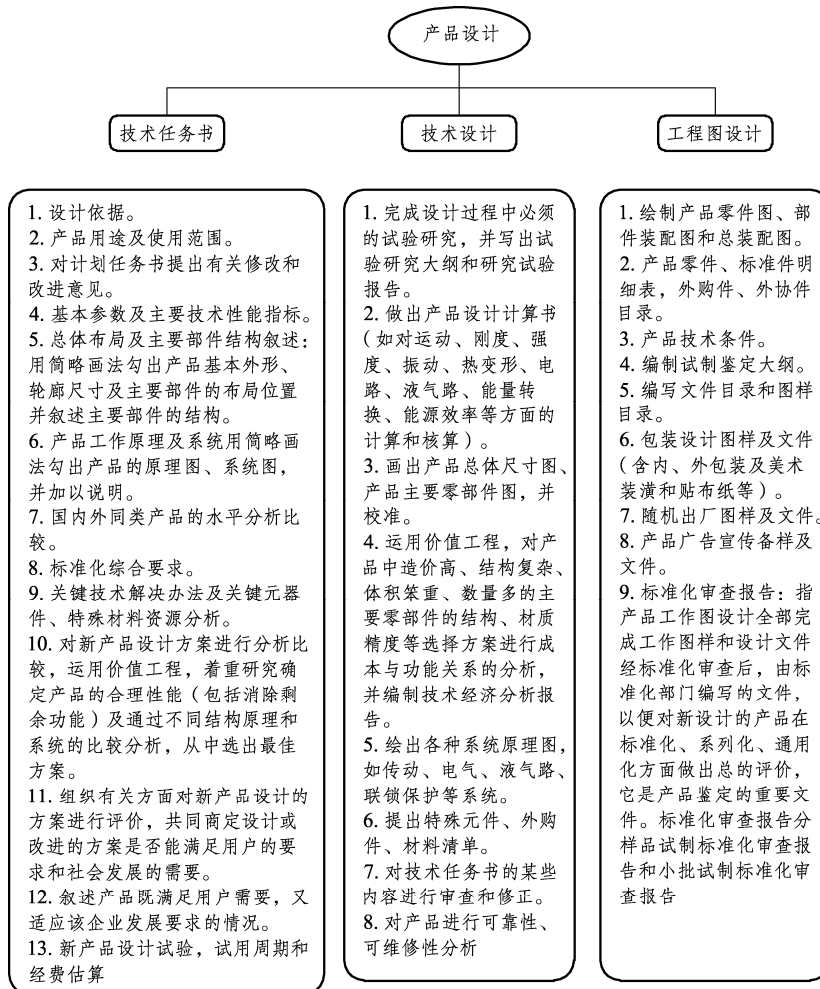 产品设计
技术任务书
技术设计
工程图设计
1. 设计依据。
2. 产品用途及使用范围。
3. 对计划任务书提出有关修改和
改进意见。
4. 基本参数及主要技术性能指标。
5. 总体布局及主要部件结构叙述：
用简略画法勾出产品基本外形、
轮廓尺寸及主要部件的布局位置
并叙述主要部件的结构。
6. 产品工作原理及系统用简略画
法勾出产品的原理图、系统图，
并加以说明。
7. 国内外同类产品的水平分析比
较。
8. 标准化综合要求。
9. 关键技术解决办法及关键元器
件、特殊材料资源分析。
10. 对新产品设计方案进行分析比
较，运用价值工程，着重研究确
定产品的合理性能（包括消除剩
余功能）及通过不同结构原理和
系统的比较分析，从中选出最佳
方案。
11. 组织有关方面对新产品设计的
方案进行评价，共同商定设计或
改进的方案是否能满足用户的要
求和社会发展的需要。
12. 叙述产品既满足用户需要，又
适应该企业发展要求的情况。
13. 新产品设计试验，试用周期和
经费估算
1. 完成设计过程中必须
的试验研究，并写出试
验研究大纲和研究试验
报告。
2. 做出产品设计计算书
（如对运动、刚度、强
度、振动、热变形、电
路、液气路、能量转
换、能源效率等方面的
计算和核算）。
3. 画出产品总体尺寸图、
产品主要零部件图，并
校准。
4. 运用价值工程，对产
品中造价高、结构复杂、
体积笨重、数量多的主
要零部件的结构、材质
精度等选择方案进行成
本与功能关系的分析，
并编制技术经济分析报
告。
5. 绘出各种系统原理图，
如传动、电气、液气路、
联锁保护等系统。
6. 提出特殊元件、外购
件、材料清单。
7. 对技术任务书的某些
内容进行审查和修正。
8. 对产品进行可靠性、
可维修性分析
1. 绘制产品零件图、部
件装配图和总装配图。
2. 产品零件、标准件明
细表，外购件、外协件
目录。
3. 产品技术条件。
4. 编制试制鉴定大纲。
5. 编写文件目录和图样
目录。
6. 包装设计图样及文件
（含内、外包装及美术
装潢和贴布纸等）。
7. 随机出厂图样及文件。
8. 产品广告宣传备样及
文件。
9. 标准化审查报告：指
产品工作图设计全部完
成工作图样和设计文件
经标准化审查后，由标
准化部门编写的文件，
以便对新设计的产品在
标准化、系列化、通用
化方面做出总的评价，
它是产品鉴定的重要文
件。标准化审查报告分
样品试制标准化审查报
告和小批试制标准化审
查报告